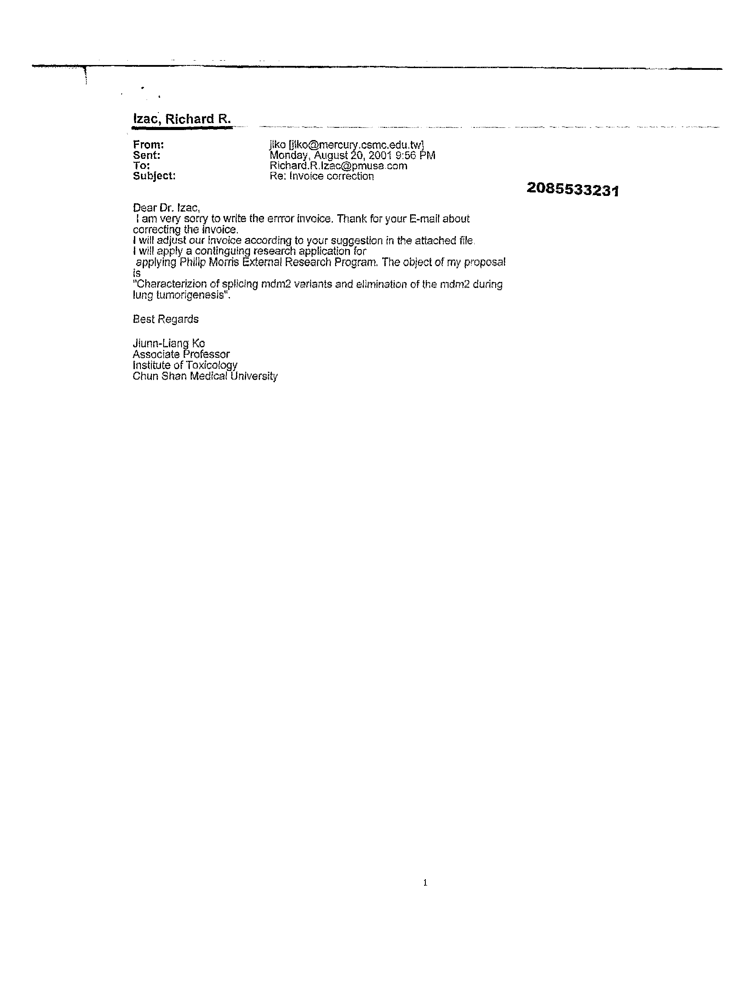 Izac, Richard R.
From: jlko [jlko@mercury.csmc.edu.tw]
Sent: Monday, August 20, 2001 9:56 PM
To: Richard.R.Izac@pmusa.com
Subject: Re: Invoice correction
2085533231
Dear Dr. Izac,
I am very sorry to write the error invoice. Thank for your E-mail about
correcting the invoice.
I will adjust our invoice according to your suggestion in the attached file.
I will apply a continguing research application for
applying Philip Morris External Research Program. The object of my proposal
is
"Characterizion of splicing mdm2 variants and elimination of the mdm2 during
lung tumorigenesis".
Best Regards
Jiunn-Liang Ko
Associate Professor
Institute of Toxicology
Chun Shan Medical University
1